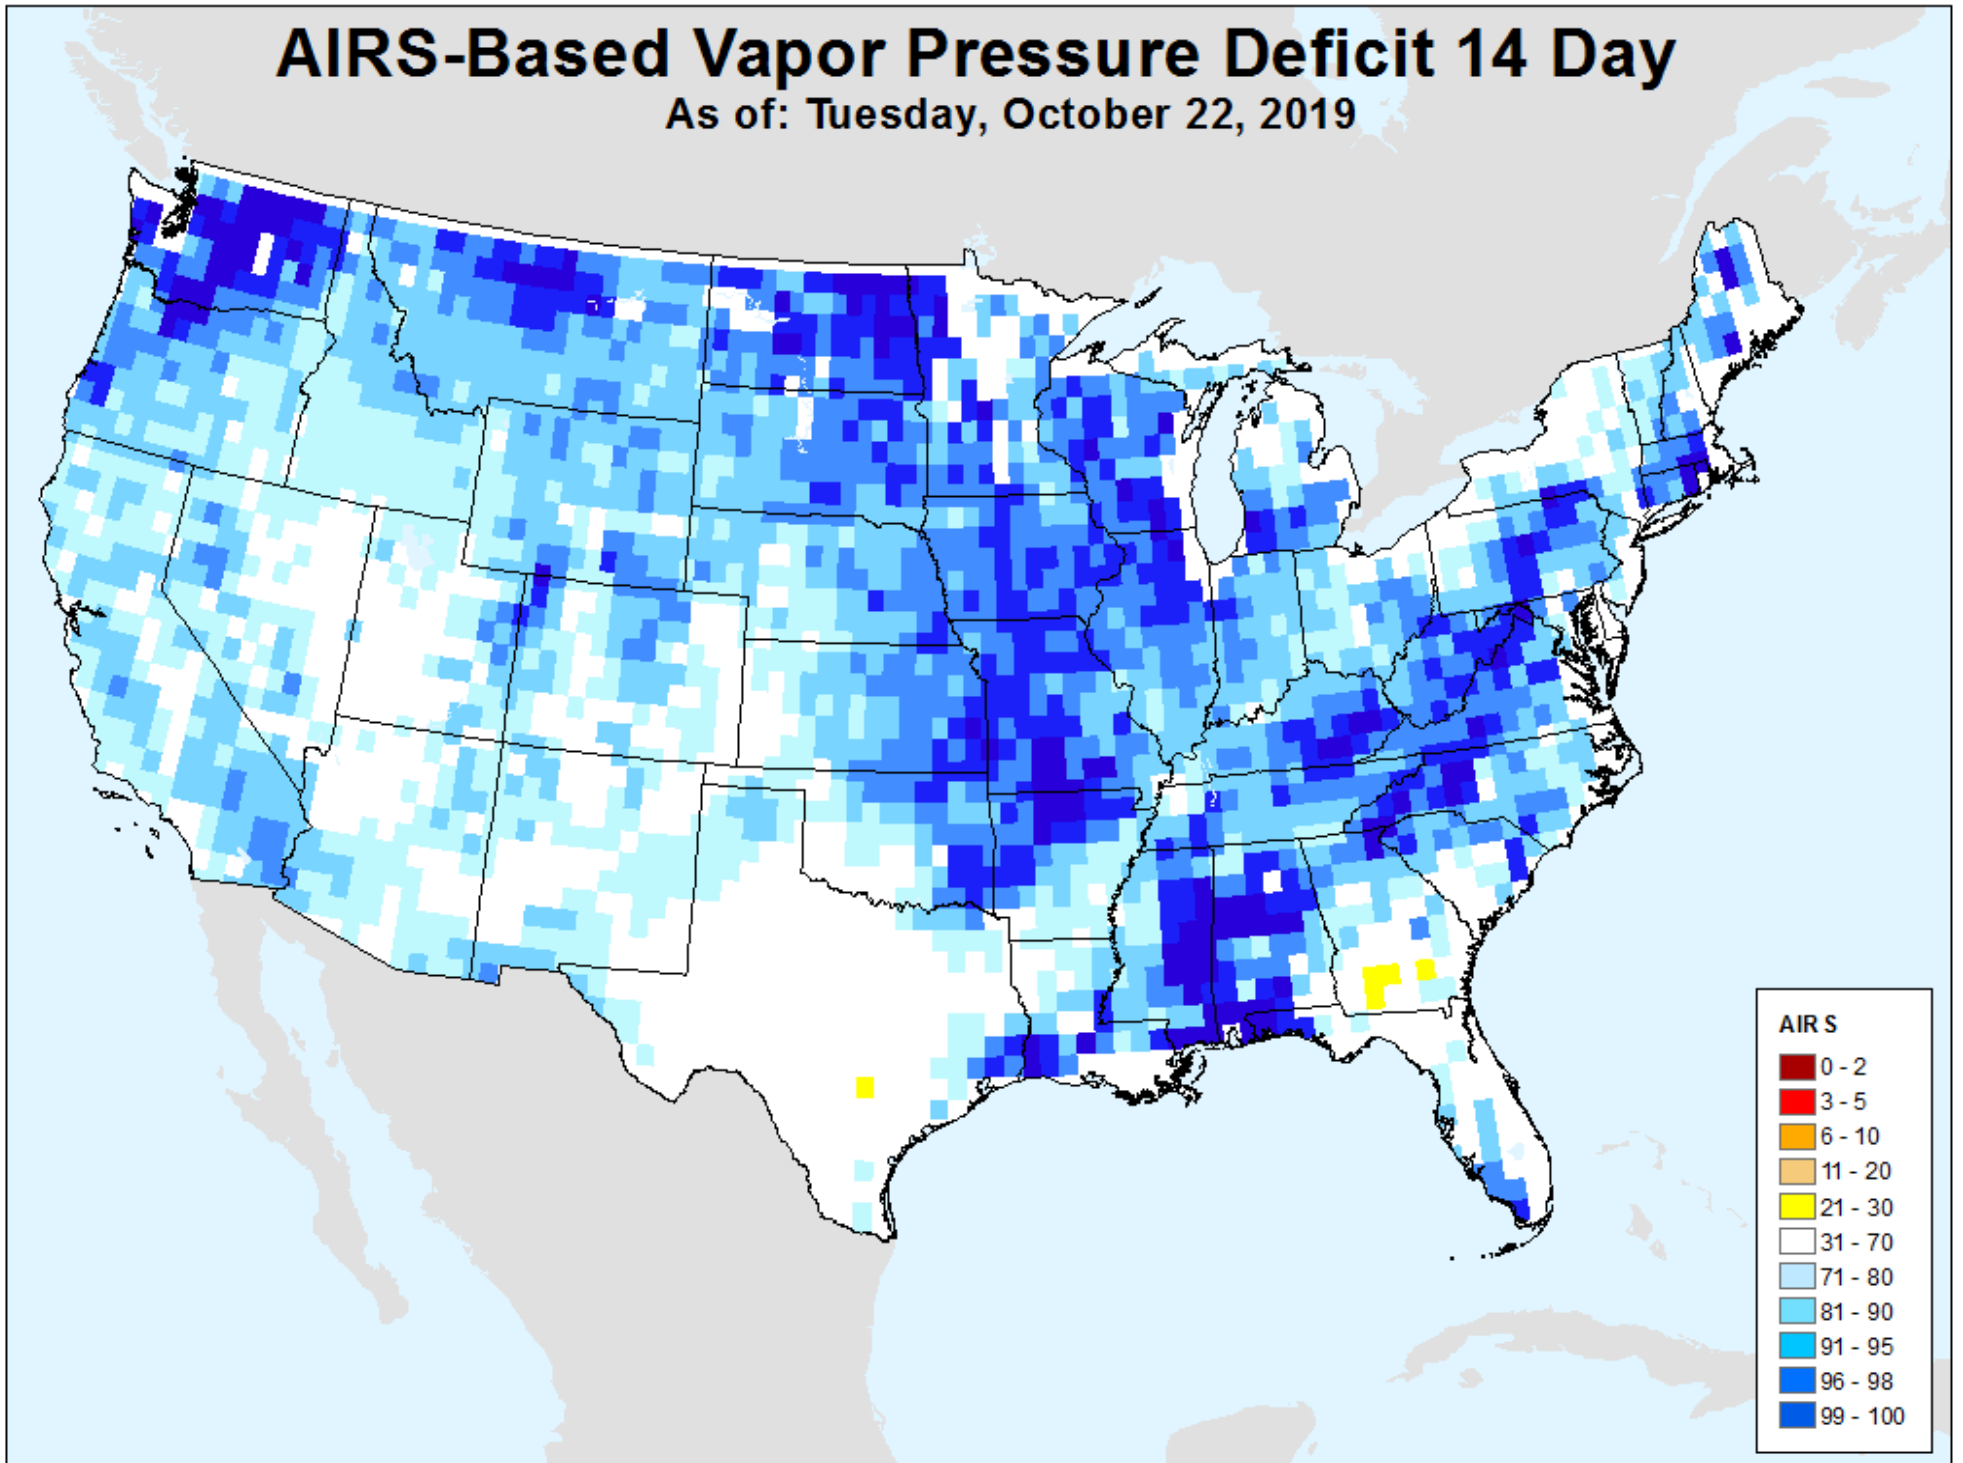 AIRS-Based Vapor Pressure Deficit 14 Day
As of: Tuesday, October 22, 2019
AIRS
0 - 2
3 - 5
6 - 10
11 - 20
21 - 30
31 - 70
71 - 80
81 - 90
91 - 95
96 - 98
99 - 100